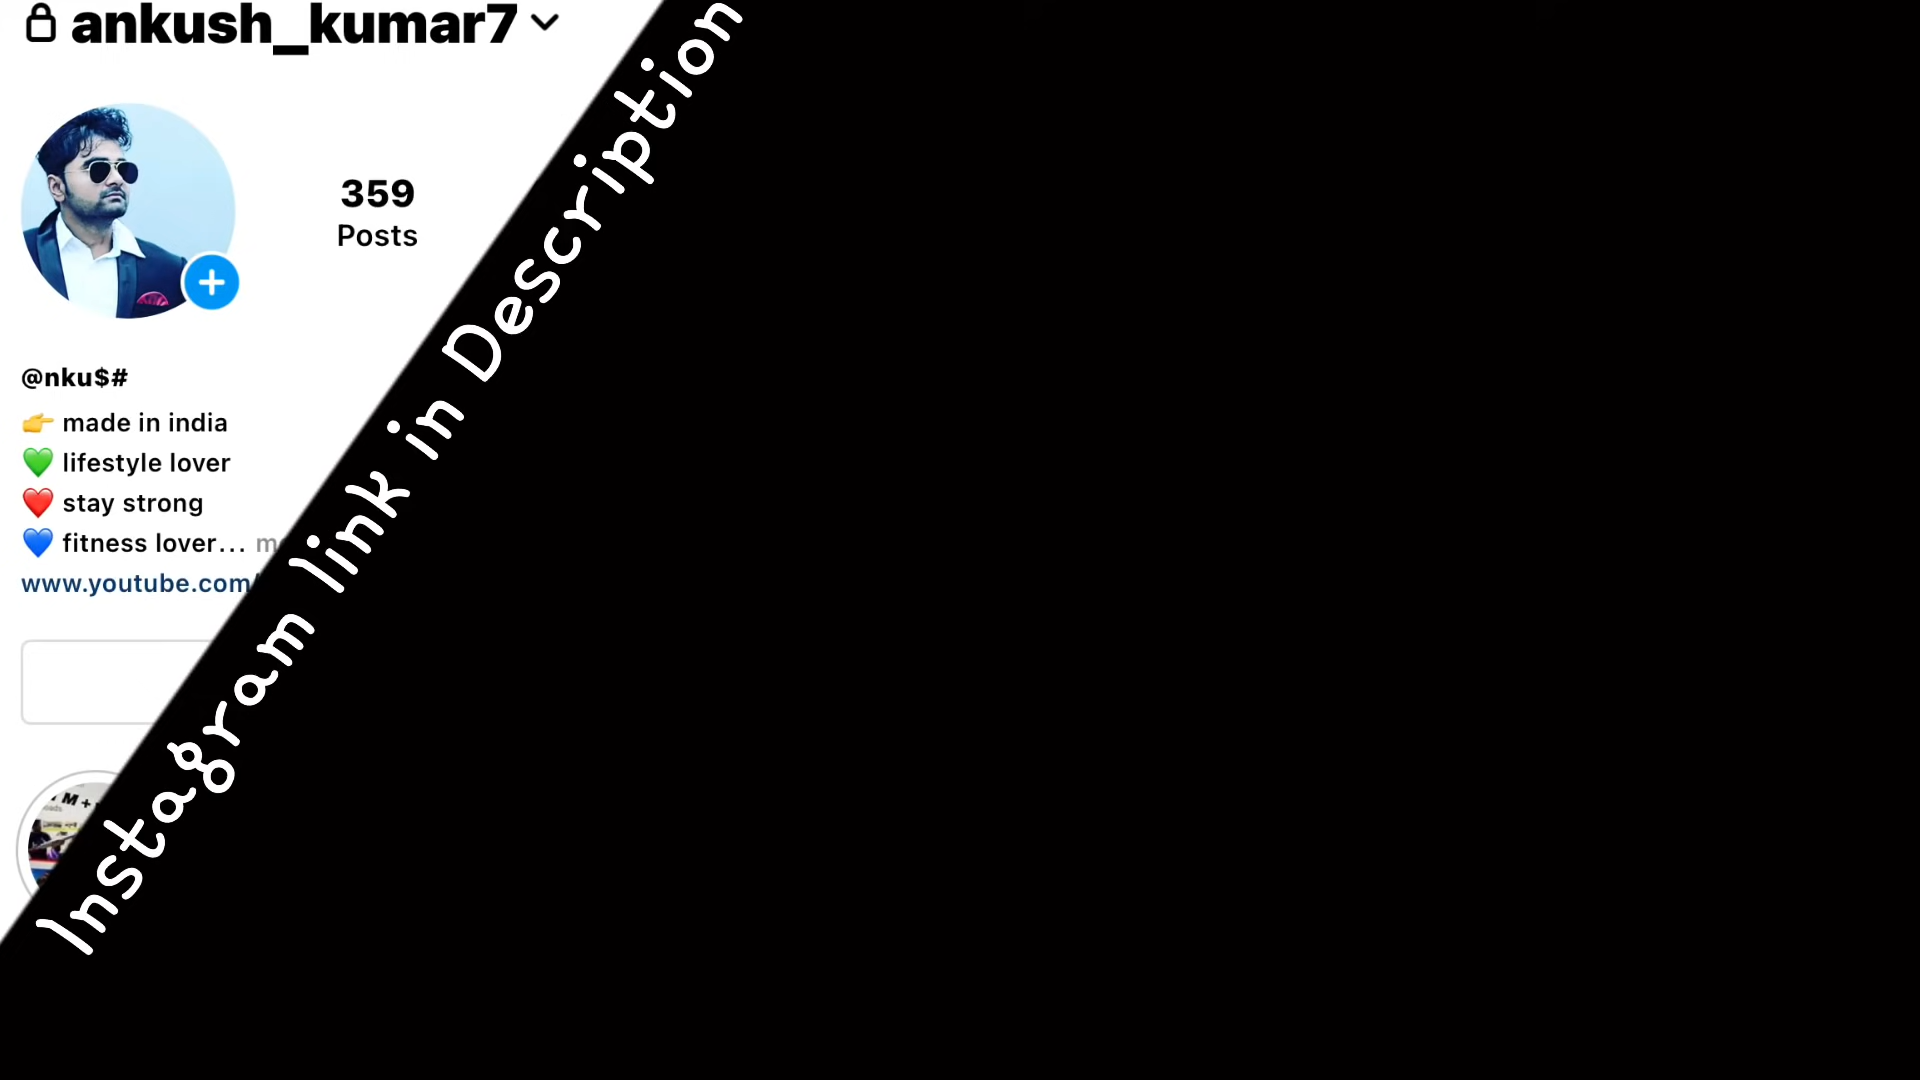 ankush_kumar7
359
Posts
@nku$#
👉 made in india
💚 lifestyle lover
❤️ stay strong
💙 fitness lover...
www.youtube.com/
Instagram link in Description